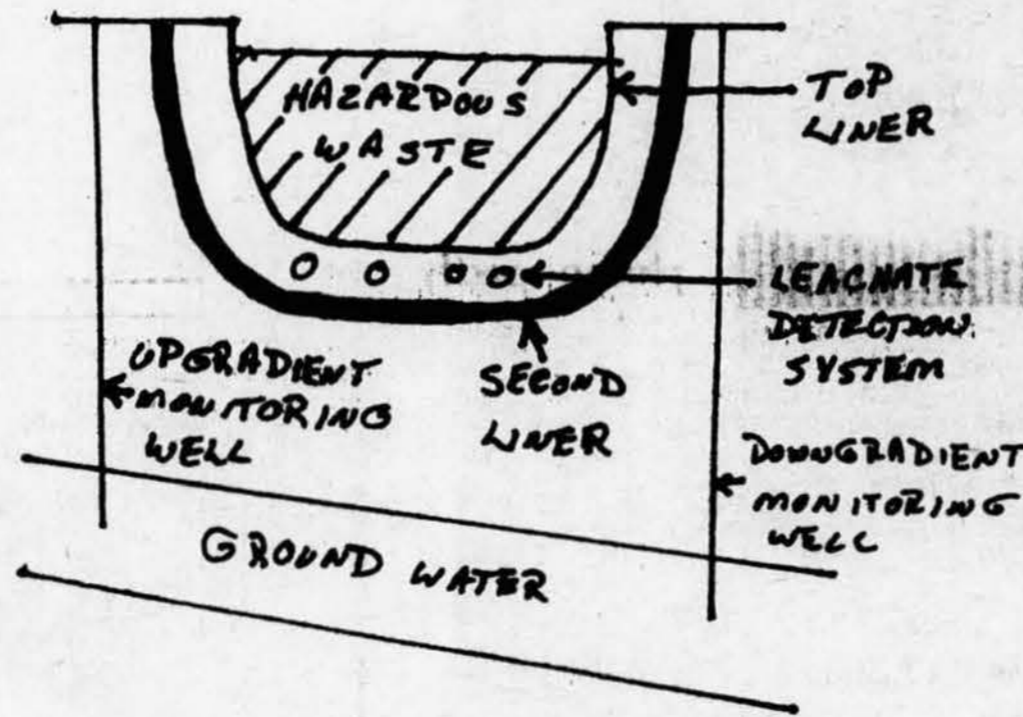 HAZARDOUS
WASTE
TOP
LINER
LEACHATE
DETECTION
SYSTEM
UPGRADIENT
MONITORING
WELL
SECOND
LINER
DOWNGRADIENT
MONITORING
WELL
GROUND WATER